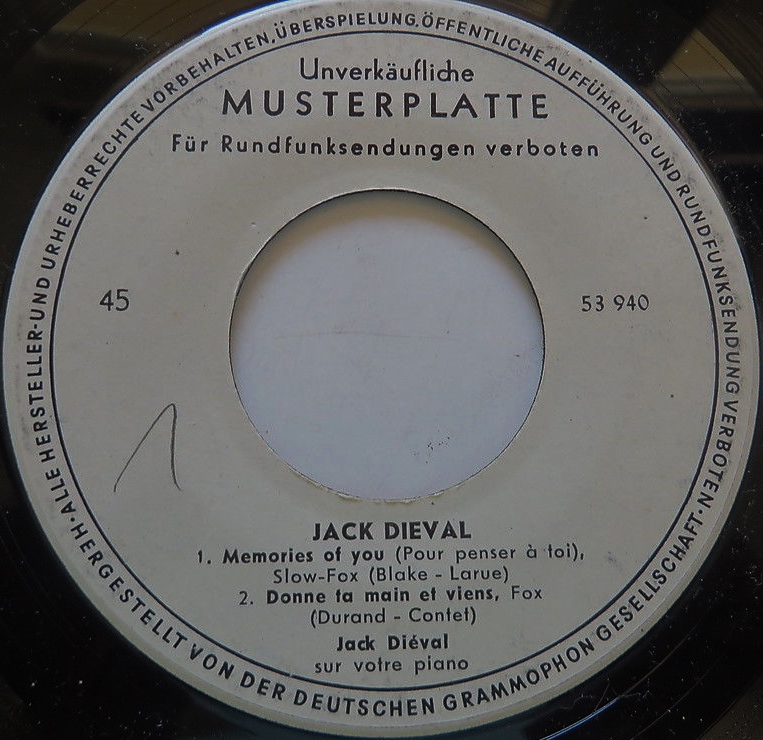 ALLE HERSTELLER-UND URHEBERRECHTE VORBEHALTEN, ÜBERSPIELUNG, ÖFFENTLICHE AUFFÜHRUNG UND RUNDFUNKSENDUNG VERBOTEN·
Unverkäufliche
MUSTERPLATTE
Für Rundfunksendungen verboten
45
53 940
1
JACK DIEVAL
1. Memories of you (Pour penser à toi),
Slow-Fox (Blake - Larue)
2. Donne ta main et viens, Fox
(Durand - Contet)
Jack Diéval
sur votre piano
HERGESTELLT VON DER DEUTSCHEN GRAMMOPHON GESELLSCHAFT·